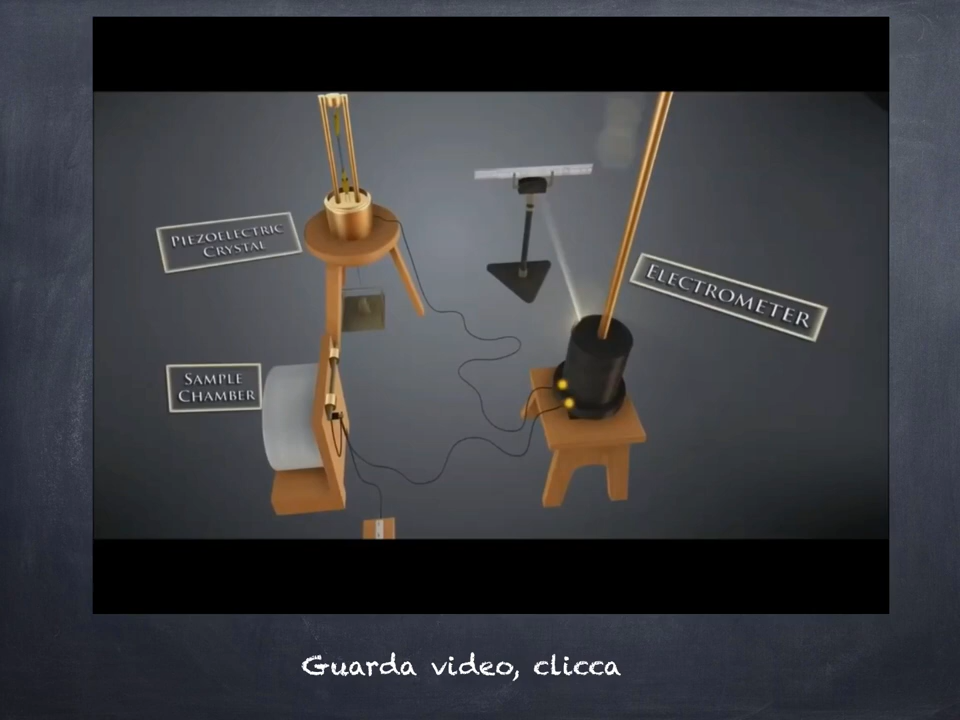 PIEZOELECTRIC
CRYSTAL
ELECTROMETER
SAMPLE
CHAMBER
Guarda video, clicca